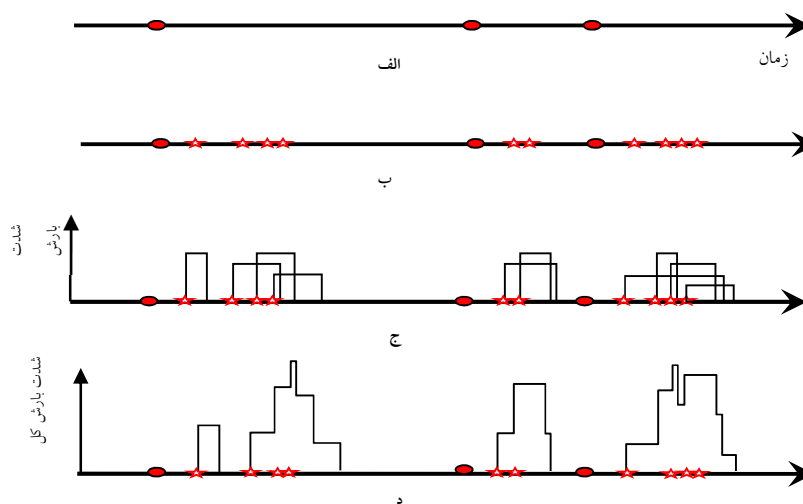 زمان
الف
ب
شدت
بارش
ج
شدت بارش کل
د